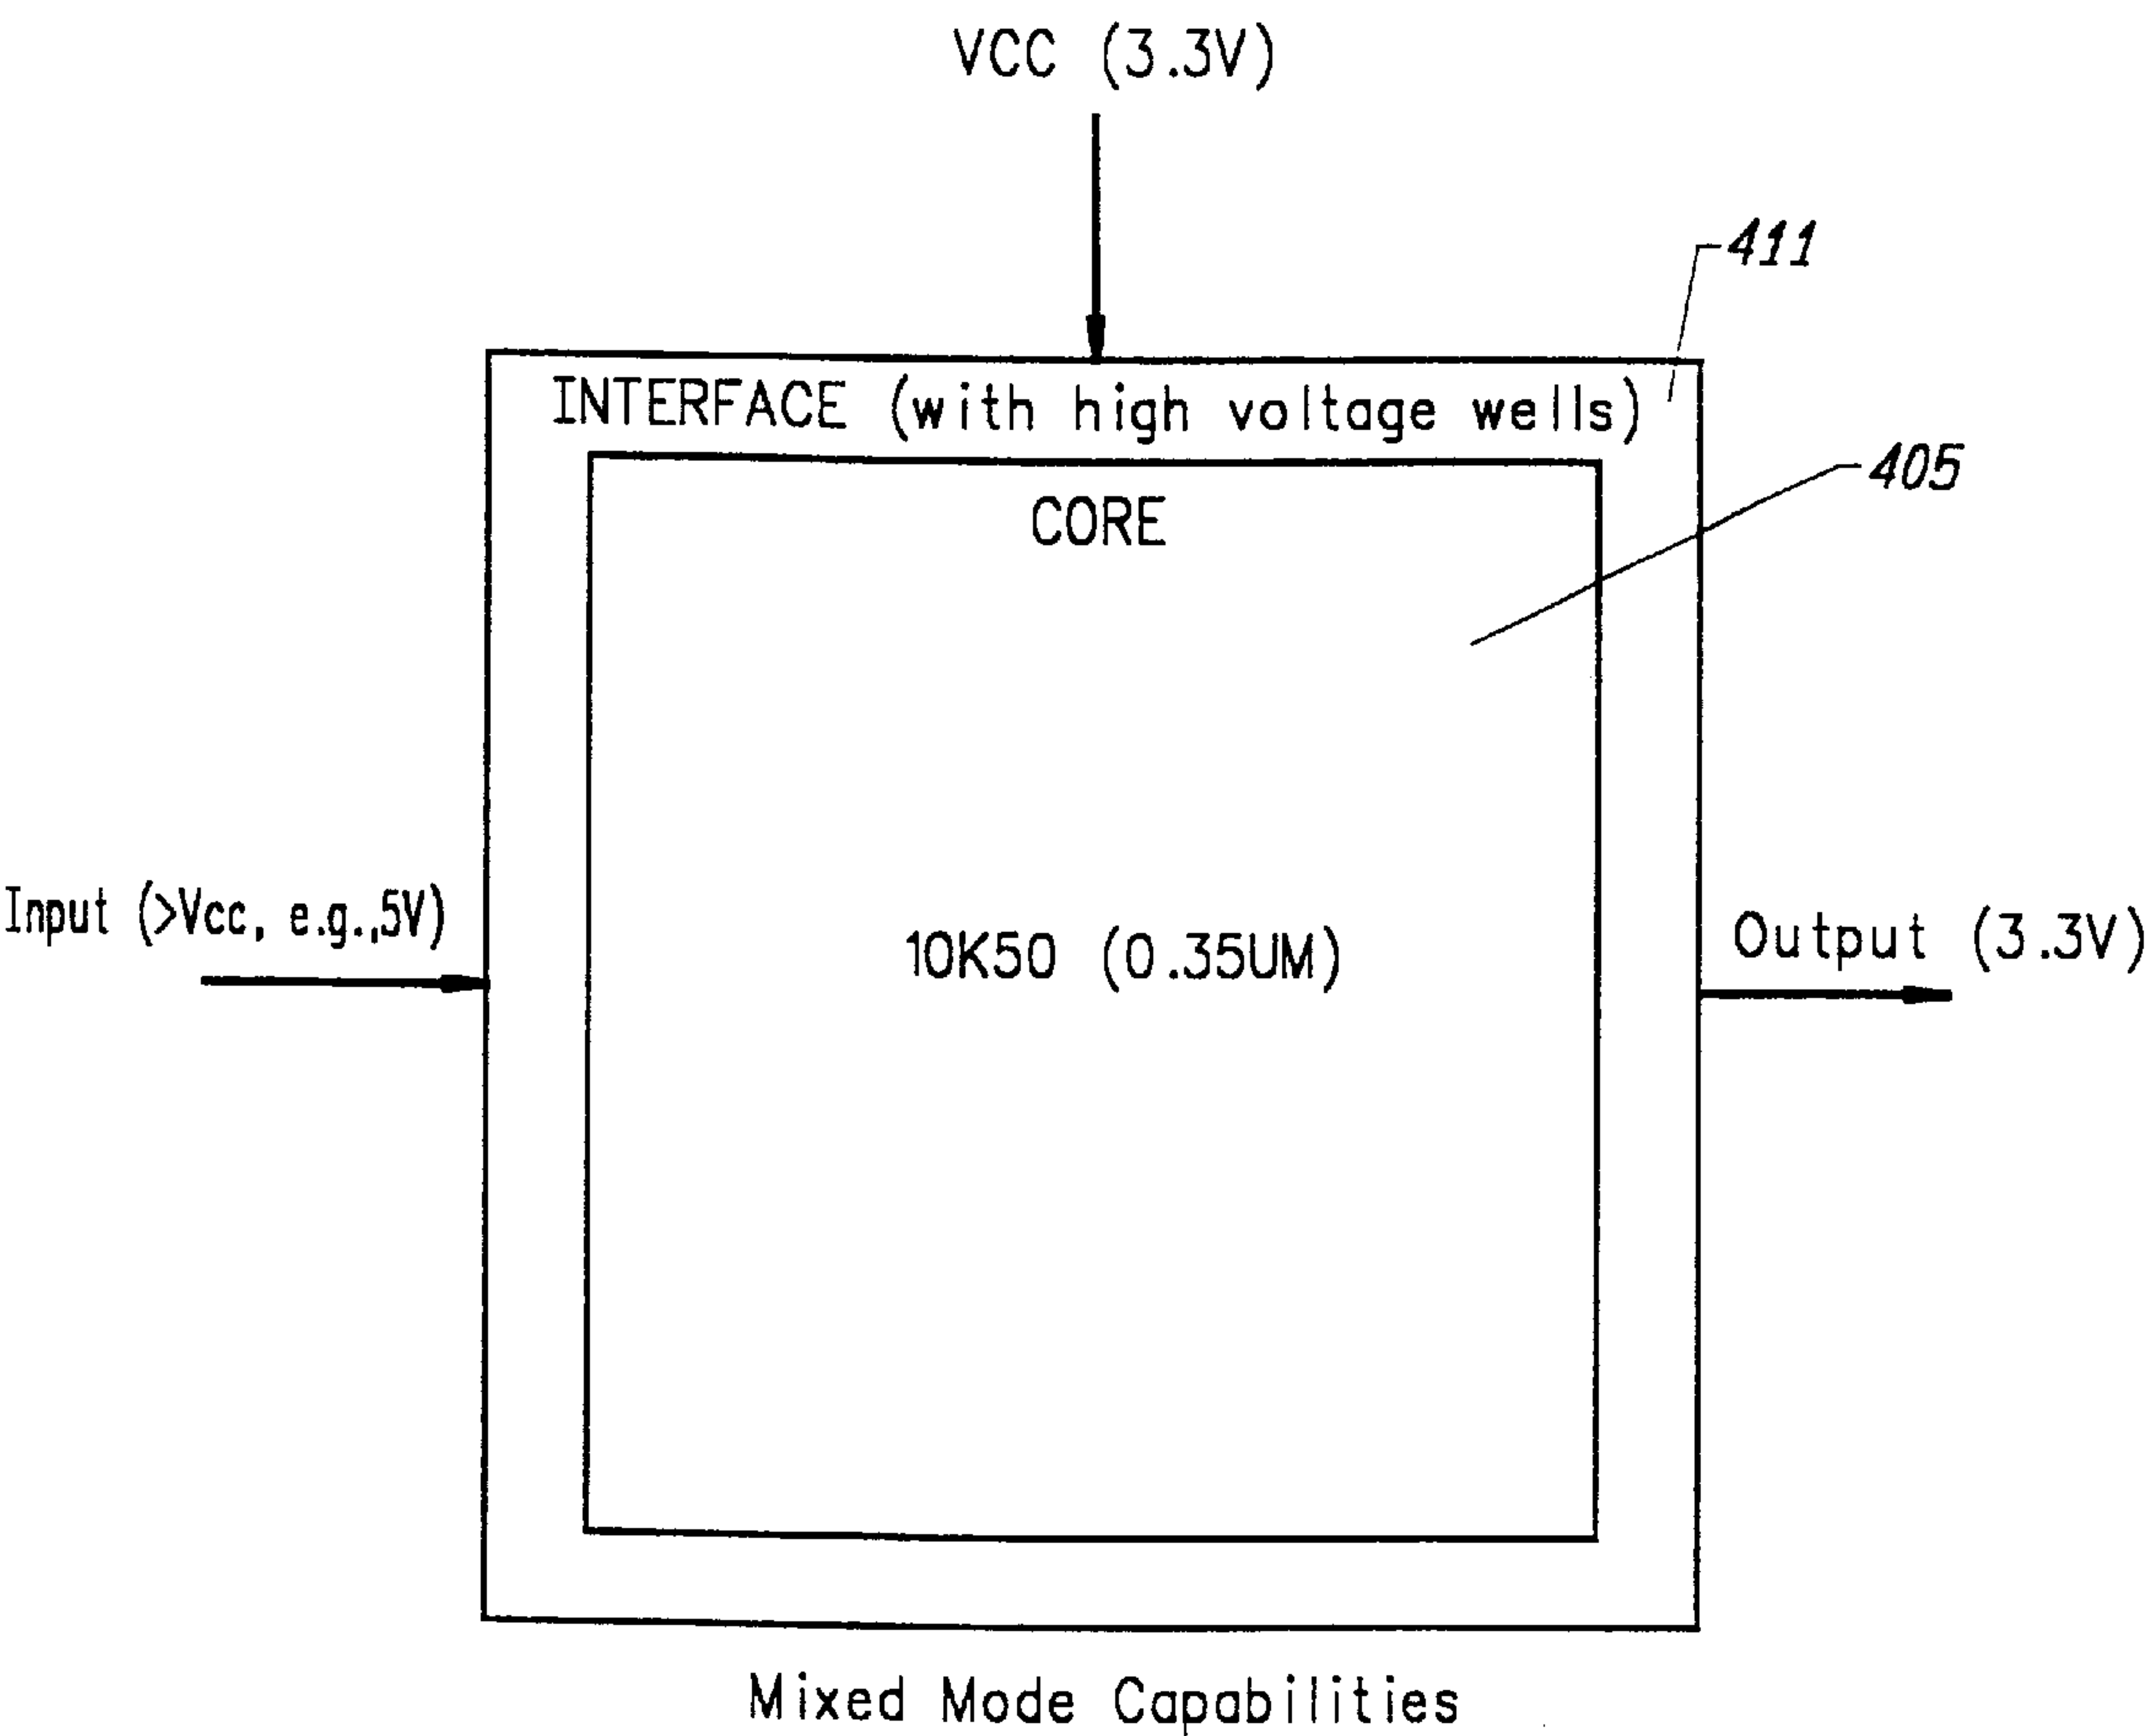 VCC (3.3V)
411
INTERFACE (with high voltage wells)
405
CORE
Input (>Vcc, e.g.,5V)
10K50 (0.35UM)
Output (3.3V)
Mixed Mode Capabilities